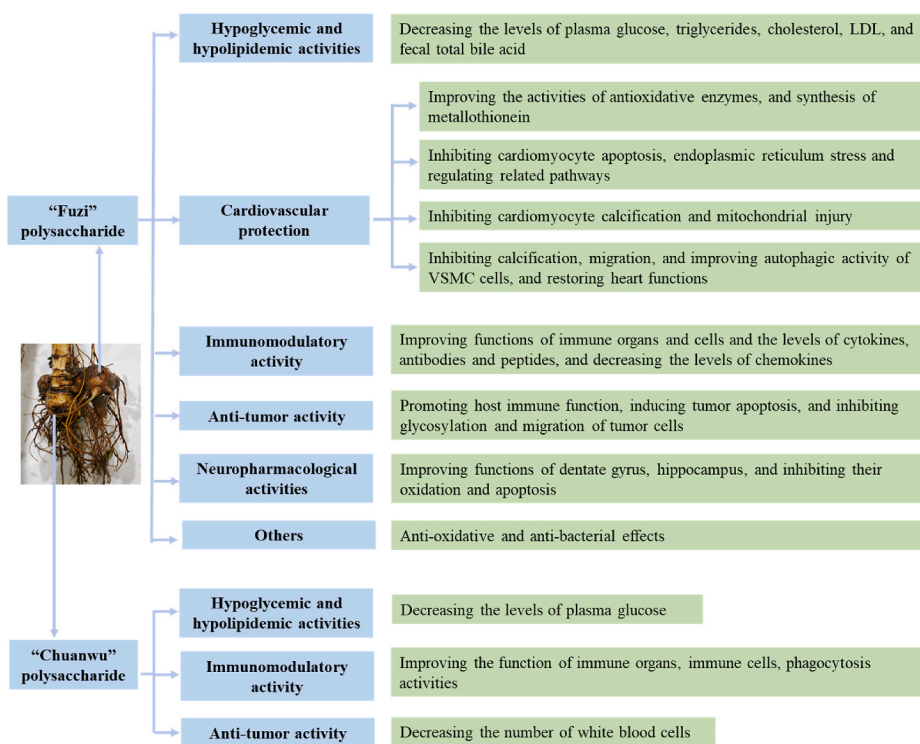 Hypoglycemic and
hypolipidemic activities
Decreasing the levels of plasma glucose, triglycerides, cholesterol, LDL, and
fecal total bile acid
Improving the activities of antioxidative enzymes, and synthesis of
metallothionein
Inhibiting cardiomyocyte apoptosis, endoplasmic reticulum stress and
regulating related pathways
“Fuzi”
polysaccharide
Cardiovascular
protection
Inhibiting cardiomyocyte calcification and mitochondrial injury
Inhibiting calcification, migration, and improving autophagic activity of
VSMC cells, and restoring heart functions
Immunomodulatory
activity
Improving functions of immune organs and cells and the levels of cytokines,
antibodies and peptides, and decreasing the levels of chemokines
Anti-tumor activity
Promoting host immune function, inducing tumor apoptosis, and inhibiting
glycosylation and migration of tumor cells
Neuropharmacological
activities
Improving functions of dentate gyrus, hippocampus, and inhibiting their
oxidation and apoptosis
Others
Anti-oxidative and anti-bacterial effects
Hypoglycemic and
hypolipidemic activities
Decreasing the levels of plasma glucose
“Chuanwu”
polysaccharide
Immunomodulatory
activity
Improving the function of immune organs, immune cells, phagocytosis
activities
Anti-tumor activity
Decreasing the number of white blood cells